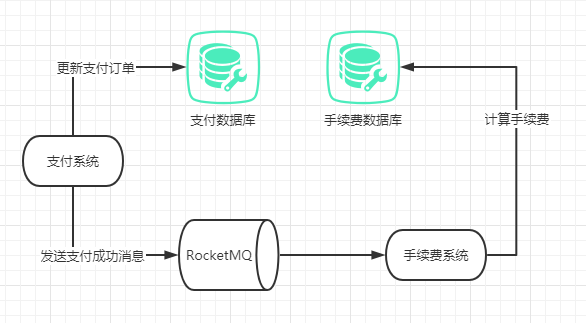 更新支付订单
支付数据库
手续费数据库
计算手续费
支付系统
发送支付成功消息
RocketMQ
手续费系统